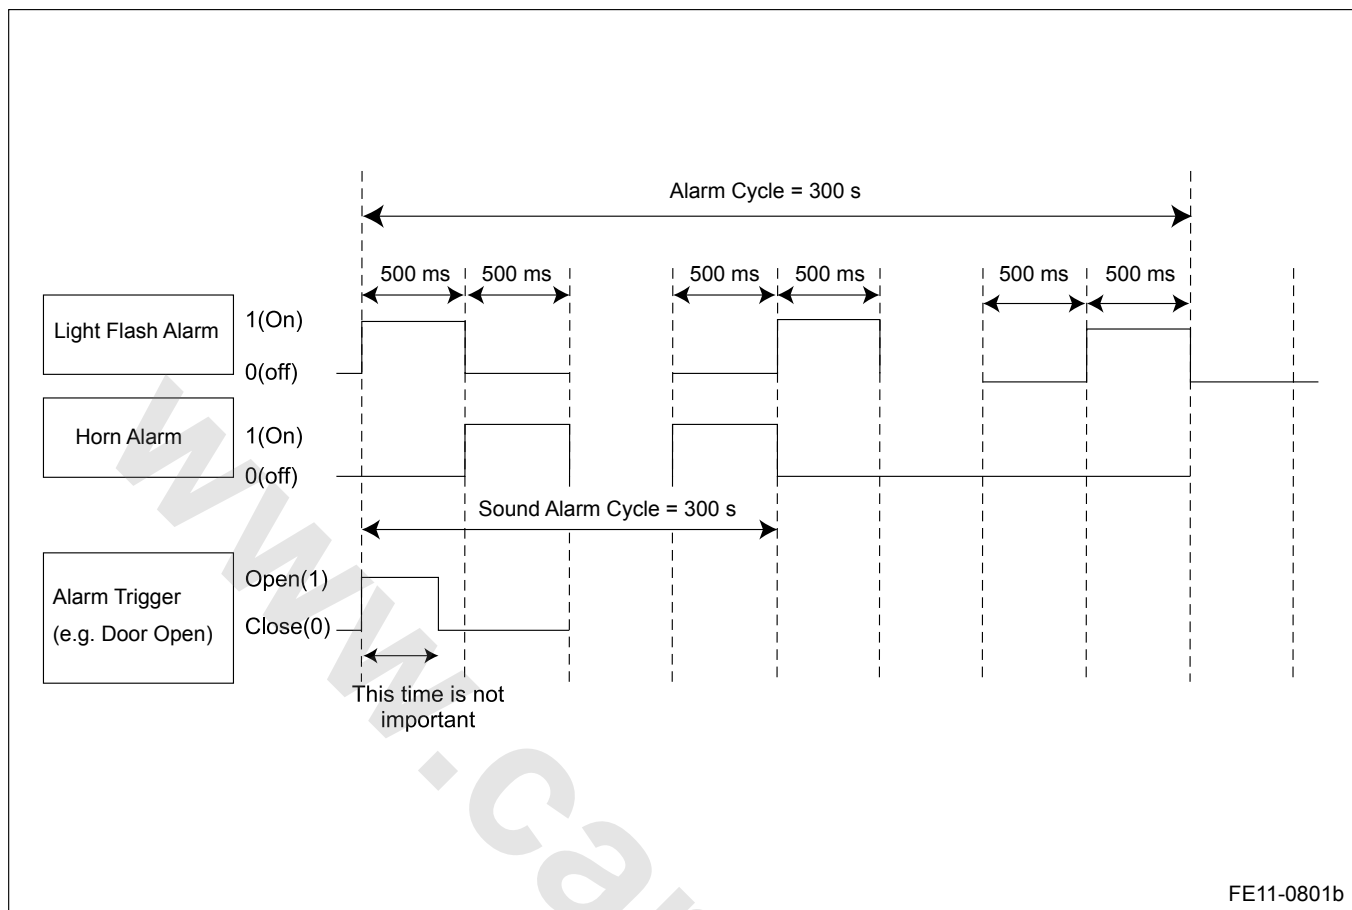 Alarm Cycle = 300 s
500 ms 500 ms 500 ms 500 ms 500 ms 500 ms
Light Flash Alarm
1(On)
0(off)
Horn Alarm
1(On)
0(off)
Sound Alarm Cycle = 300 s
Alarm Trigger
(e.g. Door Open)
Open(1)
Close(0)
This time is not
important
www.car
FE11-0801b